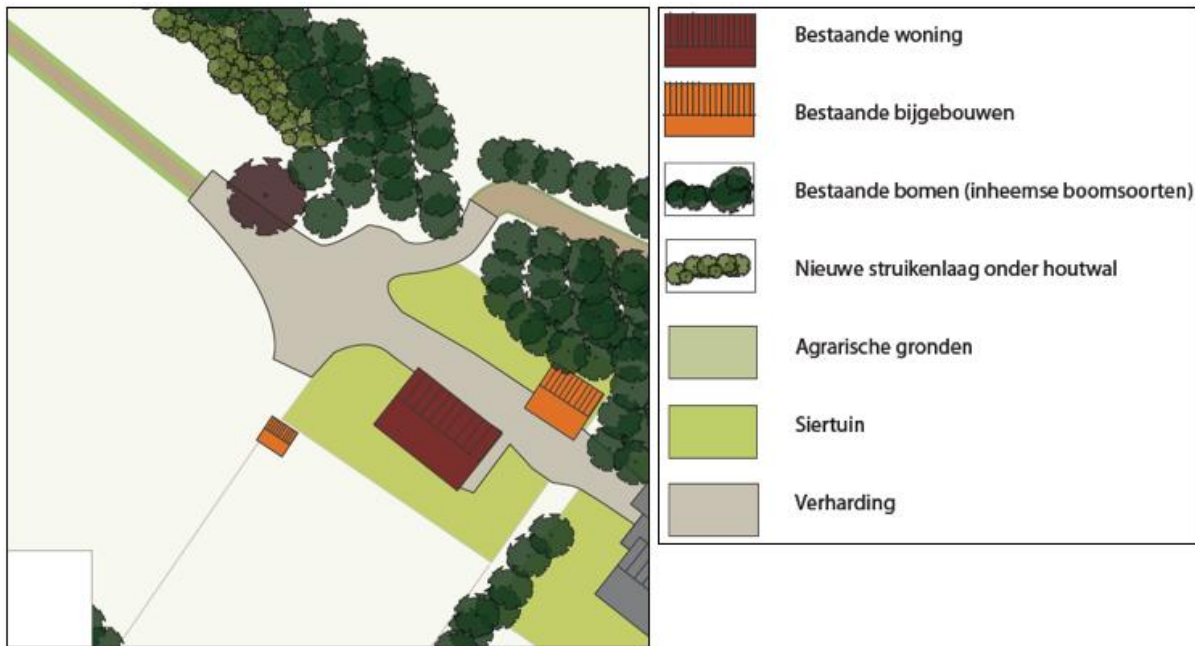 Bestaande woning
Bestaande bijgebouwen
Bestaande bomen (inheemse boomsoorten)
Nieuwe struikenlaag onder houtwal
Agrarische gronden
Siertuin
Verharding